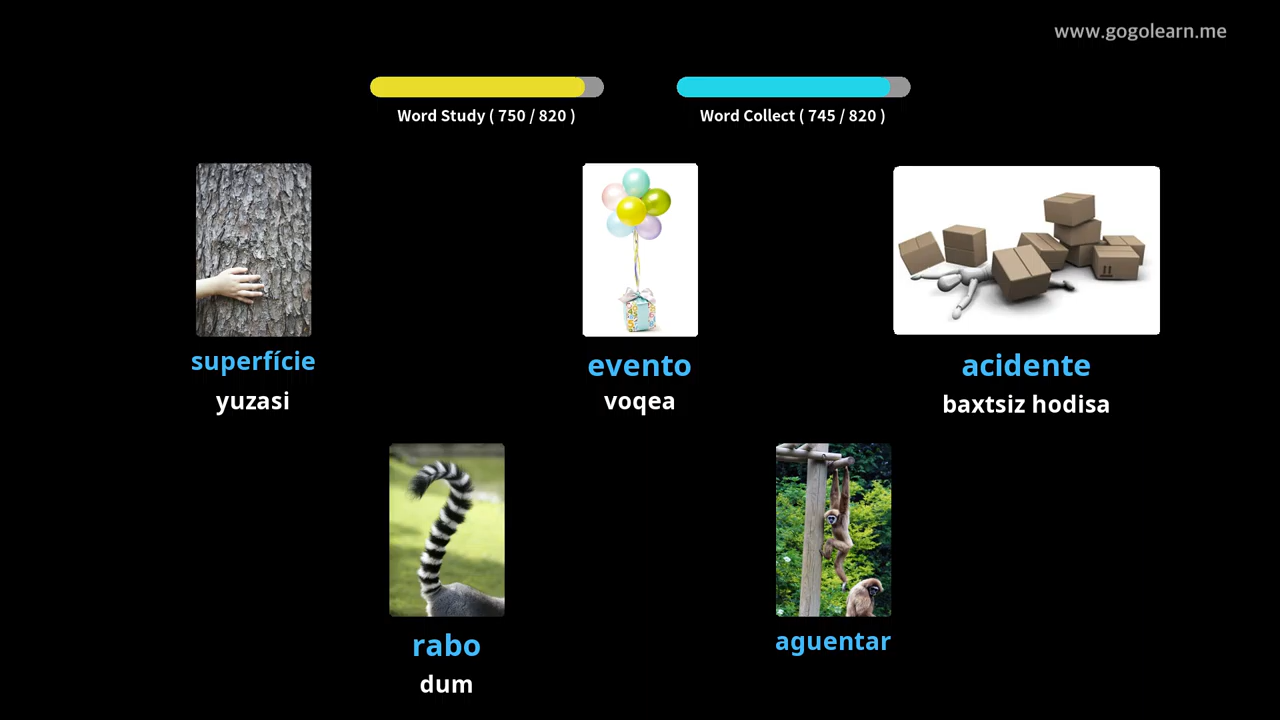 www.gogolearn.me
Word Study ( 750 / 820 )
Word Collect ( 745 / 820 )
superfície
yuzasi
evento
voqea
acidente
baxtsiz hodisa
rabo
dum
aguentar